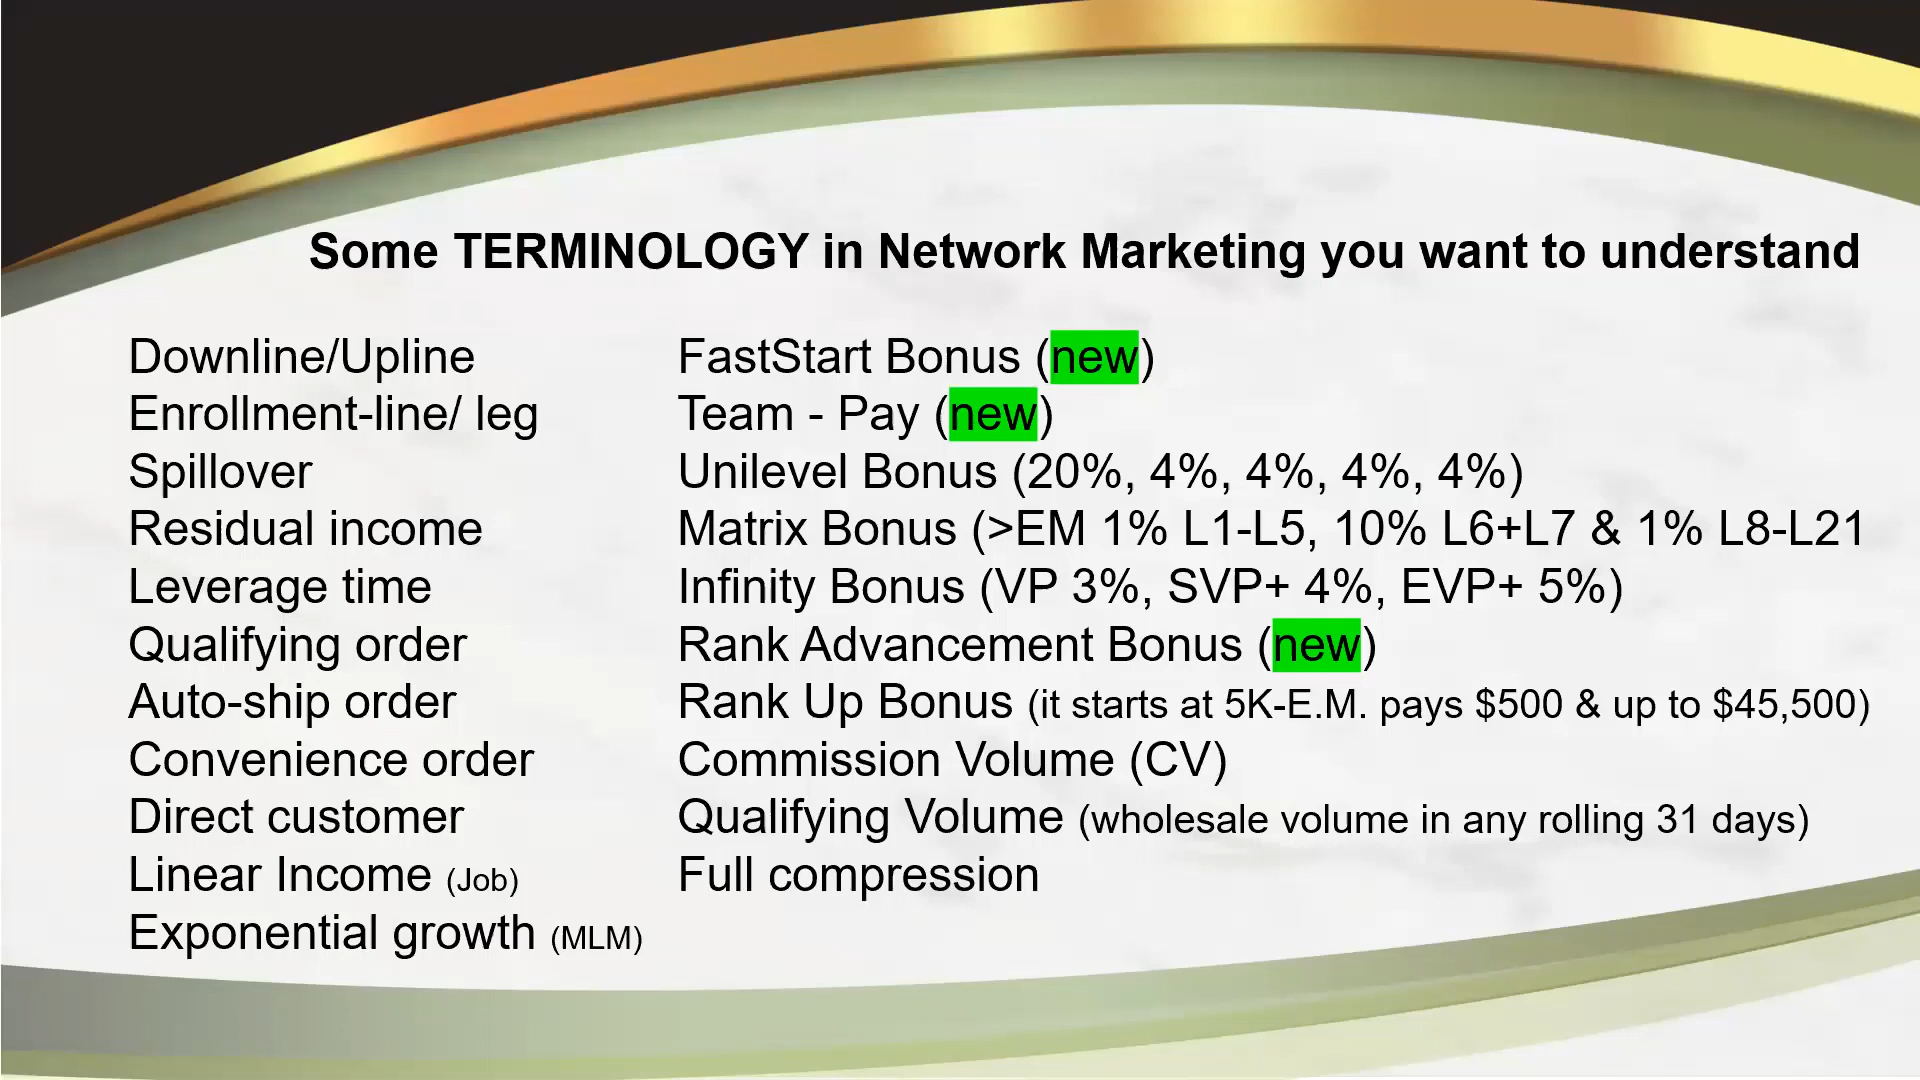 Some TERMINOLOGY in Network Marketing you want to understand
Downline/Upline
Enrollment-line/ leg
Spillover
Residual income
Leverage time
Qualifying order
Auto-ship order
Convenience order
Direct customer
Linear Income (Job)
Exponential growth (MLM)
FastStart Bonus (new)
Team - Pay (new)
Unilevel Bonus (20%, 4%, 4%, 4%, 4%)
Matrix Bonus (>EM 1% L1-L5, 10% L6+L7 & 1% L8-L21
Infinity Bonus (VP 3%, SVP+ 4%, EVP+ 5%)
Rank Advancement Bonus (new)
Rank Up Bonus (it starts at 5K-E.M. pays $500 & up to $45,500)
Commission Volume (CV)
Qualifying Volume (wholesale volume in any rolling 31 days)
Full compression